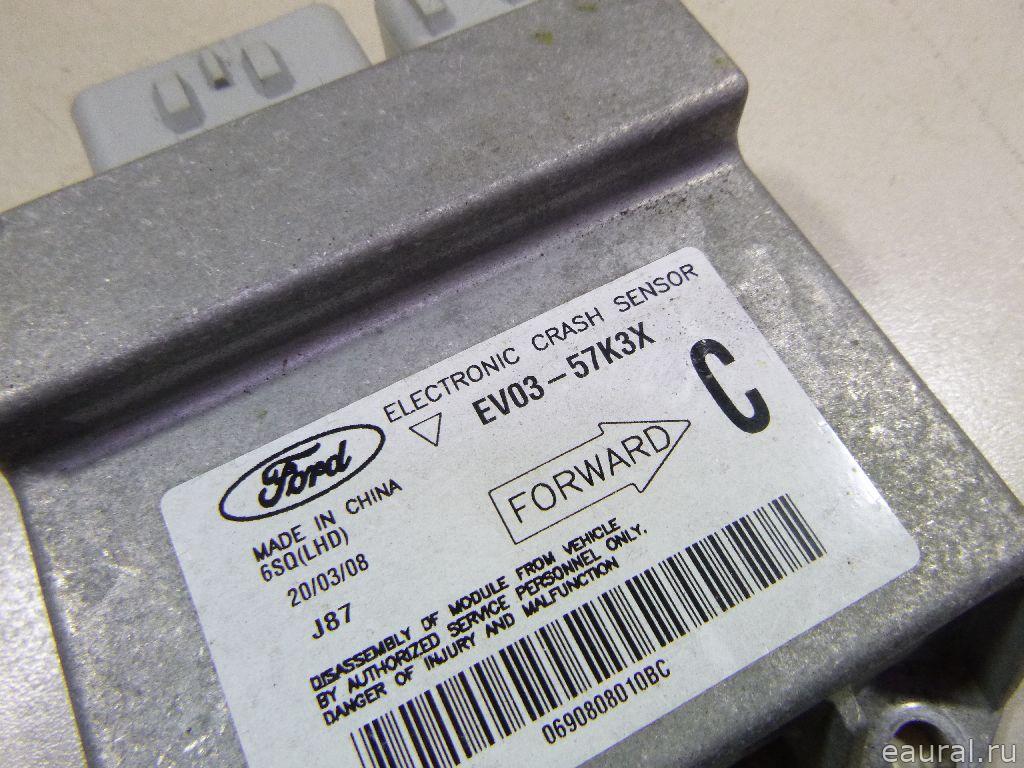 ELECTRONIC CRASH SENSOR
EV03-57K3X
C
Ford
FORWARD
MADE IN CHINA
6SQ(LHD)
20/03/08
J87
DISASSEMBLY OF MODULE FROM VEHICLE
BY AUTHORIZED SERVICE PERSONNEL ONLY.
DANGER OF INJURY AND MALFUNCTION
0690808010BC
eaural.ru